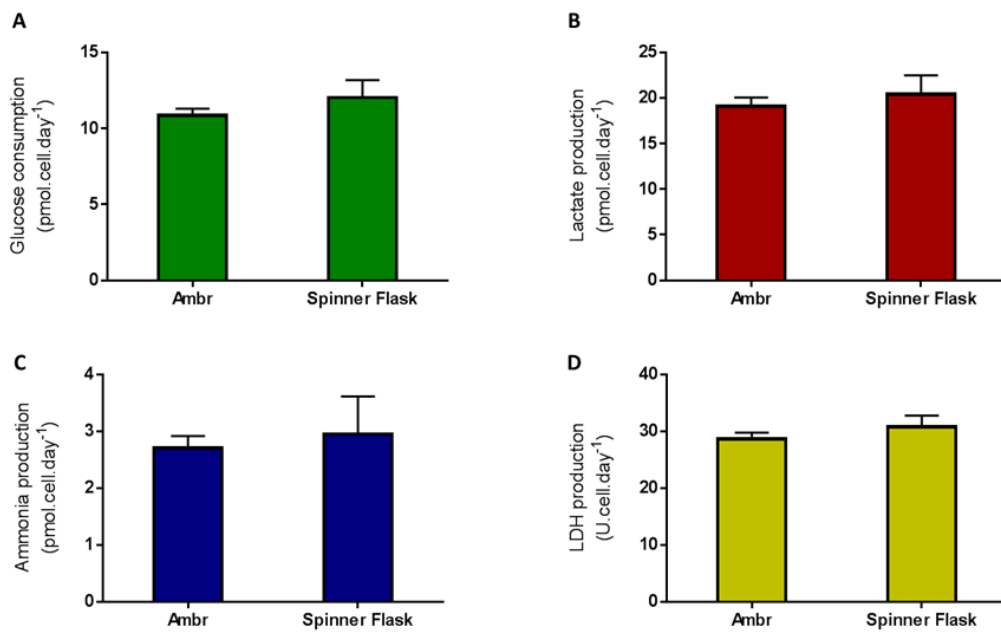 A
Glucose consumption
(pmol.cell.day⁻¹)
15
10
5
0
Ambr
Spinner Flask
B
Lactate production
(pmol.cell.day⁻¹)
25
20
15
10
5
0
Ambr
Spinner Flask
C
Ammonia production
(pmol.cell.day⁻¹)
4
3
2
1
0
Ambr
Spinner Flask
D
LDH production
(U.cell.day⁻¹)
40
30
20
10
0
Ambr
Spinner Flask